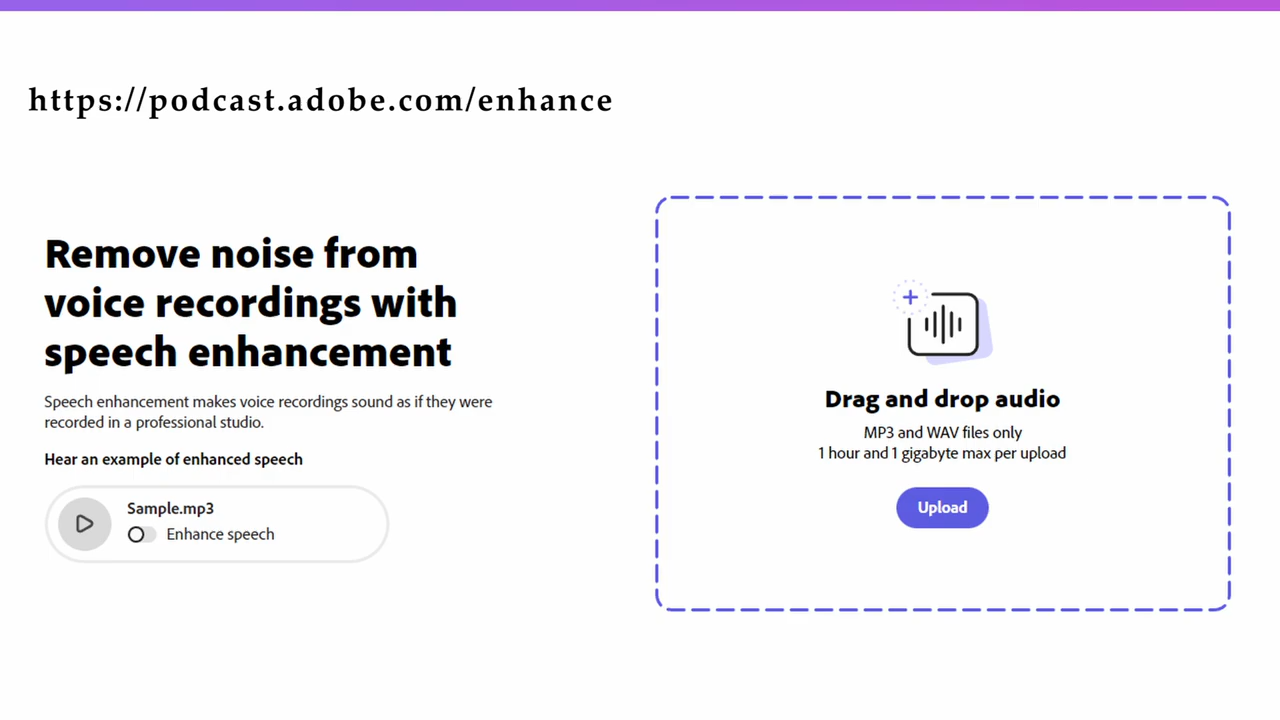 https://podcast.adobe.com/enhance
Remove noise from
voice recordings with
speech enhancement
Speech enhancement makes voice recordings sound as if they were
recorded in a professional studio.
Hear an example of enhanced speech
Sample.mp3
Enhance speech
Drag and drop audio
MP3 and WAV files only
1 hour and 1 gigabyte max per upload
Upload